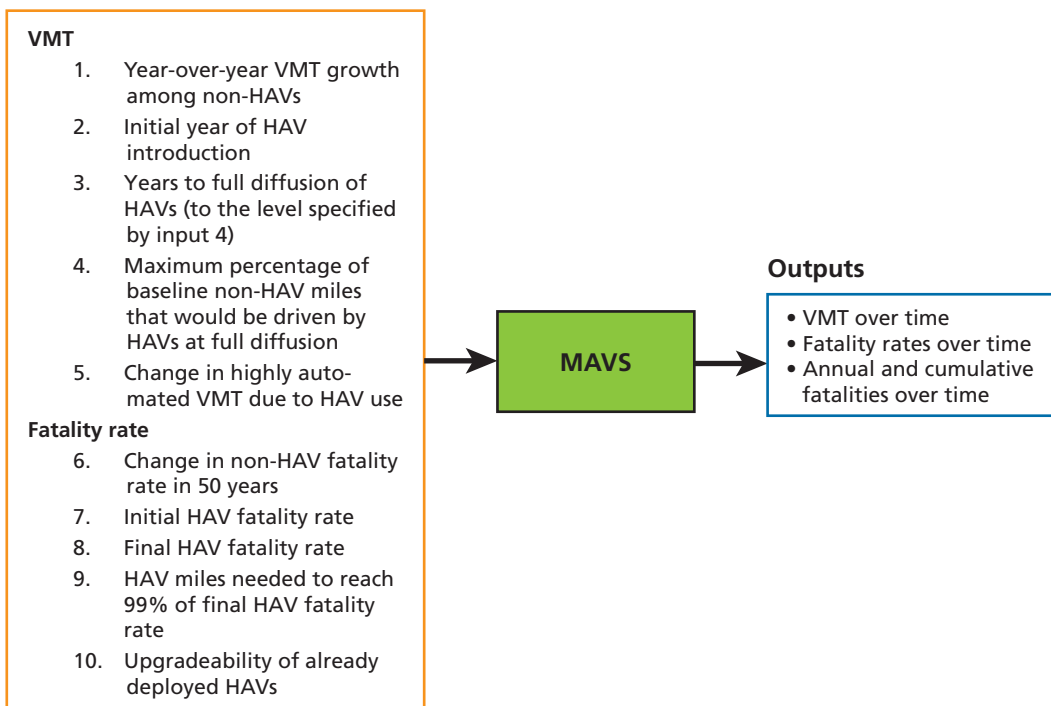 VMT
1. Year-over-year VMT growth
among non-HAVs
2. Initial year of HAV
introduction
3. Years to full diffusion of
HAVs (to the level specified
by input 4)
4. Maximum percentage of
baseline non-HAV miles
that would be driven by
HAVs at full diffusion
5. Change in highly auto-
mated VMT due to HAV use
Fatality rate
6. Change in non-HAV fatality
rate in 50 years
7. Initial HAV fatality rate
8. Final HAV fatality rate
9. HAV miles needed to reach
99% of final HAV fatality
rate
10. Upgradeability of already
deployed HAVs
MAVS
Outputs
• VMT over time
• Fatality rates over time
• Annual and cumulative
fatalities over time